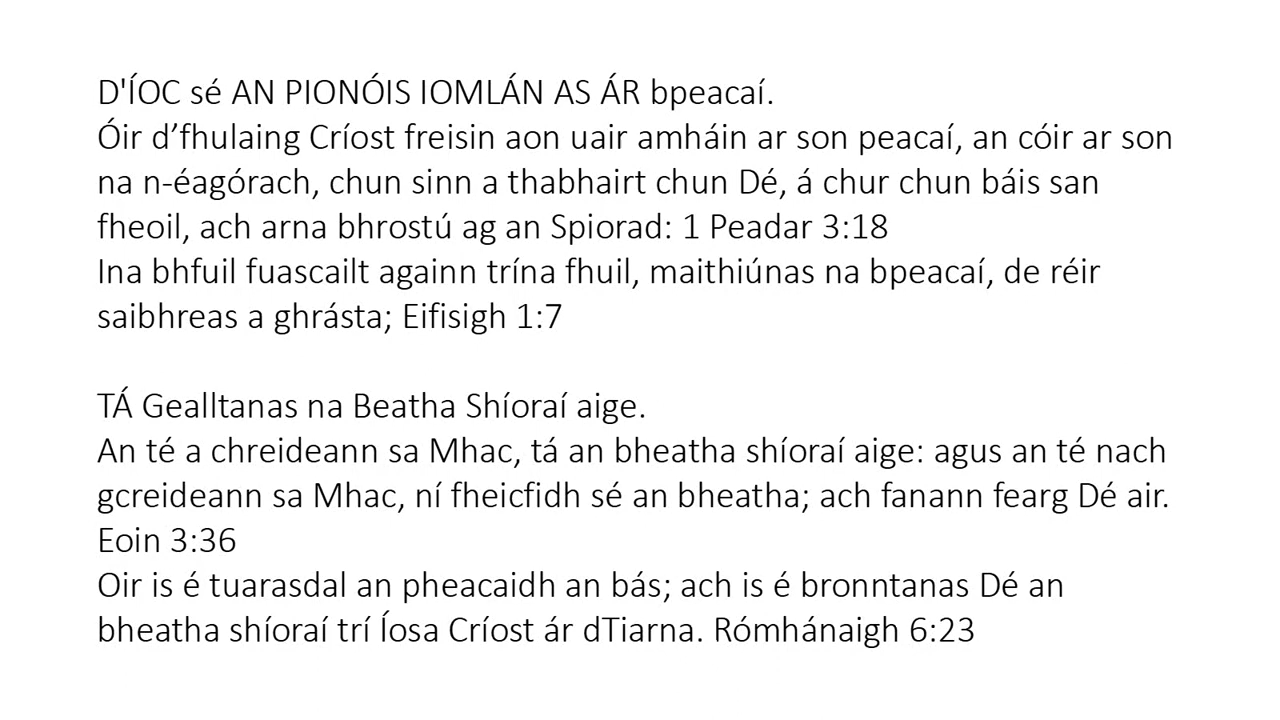 D'ÍOC sé AN PIONÓIS IOMLÁN AS ÁR bpeacaí.
Óir d’fhulaing Críost freisin aon uair amháin ar son peacaí, an cóir ar son
na n-éagórach, chun sinn a thabhairt chun Dé, á chur chun báis san
fheoil, ach arna bhrostú ag an Spiorad: 1 Peadar 3:18
Ina bhfuil fuascailt againn trína fhuil, maithiúnas na bpeacaí, de réir
saibhreas a ghrásta; Eifisigh 1:7
TÁ Gealltanas na Beatha Shíoraí aige.
An té a chreideann sa Mhac, tá an bheatha shíoraí aige: agus an té nach
gcreideann sa Mhac, ní fheicfidh sé an bheatha; ach fanann fearg Dé air.
Eoin 3:36
Oir is é tuarasdal an pheacaidh an bás; ach is é bronntanas Dé an
bheatha shíoraí trí Íosa Críost ár dTiarna. Rómhánaigh 6:23